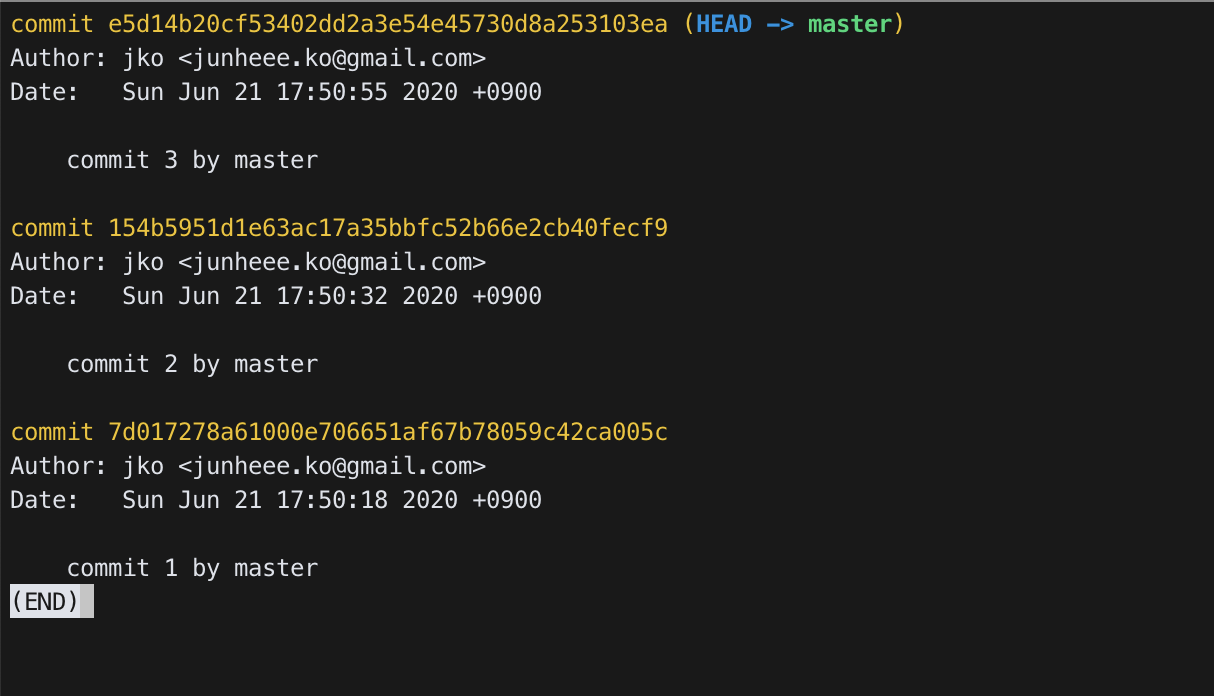 commit e5d14b20cf53402dd2a3e54e45730d8a253103ea (HEAD -> master)
Author: jko <junheee.ko@gmail.com>
Date:   Sun Jun 21 17:50:55 2020 +0900
    commit 3 by master
commit 154b5951d1e63ac17a35bbfc52b66e2cb40fecf9
Author: jko <junheee.ko@gmail.com>
Date:   Sun Jun 21 17:50:32 2020 +0900
    commit 2 by master
commit 7d017278a61000e706651af67b78059c42ca005c
Author: jko <junheee.ko@gmail.com>
Date:   Sun Jun 21 17:50:18 2020 +0900
    commit 1 by master
(END)